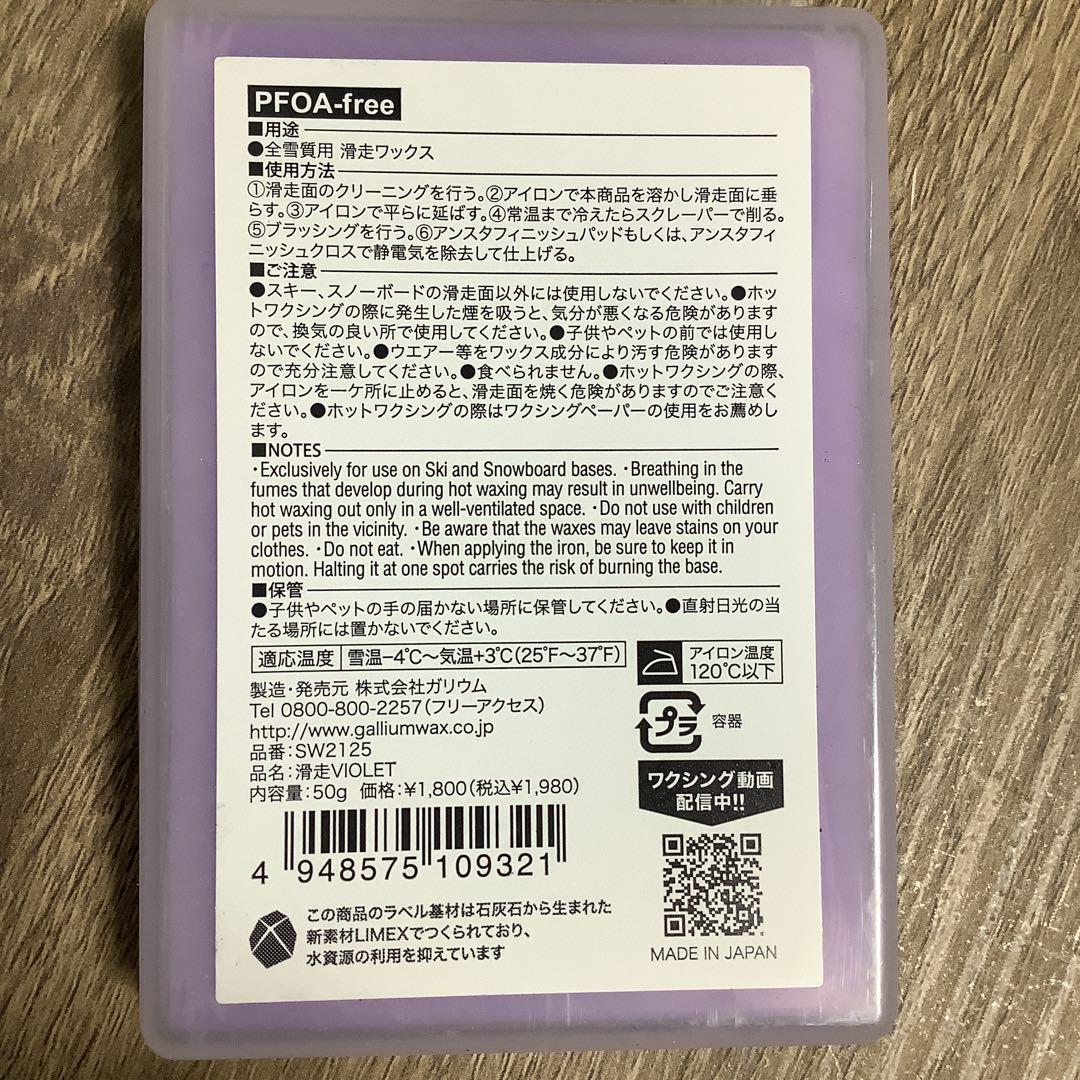 PFOA-free
■用途
●全雪質用 滑走ワックス
■使用方法
①滑走面のクリーニングを行う。②アイロンで本商品を溶かし滑走面に垂
らす。③アイロンで平らに延ばす。④常温まで冷えたらスクレーパーで削る。
⑤ブラッシングを行う。⑥アンスタフィニッシュパッドもしくは、アンスタフィ
ニッシュクロスで静電気を除去して仕上げる。
■ご注意
●スキー、スノーボードの滑走面以外には使用しないでください。●ホッ
トワクシングの際に発生した煙を吸うと、気分が悪くなる危険があります
ので、換気の良い所で使用してください。●子供やペットの前では使用し
ないでください。●ウエアー等をワックス成分により汚す危険があります
ので充分注意してください。●食べられません。●ホットワクシングの際、
アイロンを一ケ所に止めると、滑走面を焼く危険がありますのでご注意く
ださい。●ホットワクシングの際はワクシングペーパーの使用をお薦めし
ます。
■NOTES
・Exclusively for use on Ski and Snowboard bases. ・Breathing in the
fumes that develop during hot waxing may result in unwellbeing. Carry
hot waxing out only in a well-ventilated space. ・Do not use with children
or pets in the vicinity. ・Be aware that the waxes may leave stains on your
clothes. ・Do not eat. ・When applying the iron, be sure to keep it in
motion. Halting it at one spot carries the risk of burning the base.
■保管
●子供やペットの手の届かない場所に保管してください。●直射日光の当
たる場所には置かないでください。
適応温度 雪温−4℃～気温+3℃(25℉～37℉)
アイロン温度
120℃以下
製造・発売元 株式会社ガリウム
Tel 0800-800-2257(フリーアクセス)
http://www.galliumwax.co.jp
品番:SW2125
品名:滑走VIOLET
内容量:50g 価格:¥1,800(税込¥1,980)
プラ 容器
ワクシング動画
配信中!!
4 948575 109321
この商品のラベル基材は石灰石から生まれた
新素材LIMEXでつくられており、
水資源の利用を抑えています
MADE IN JAPAN